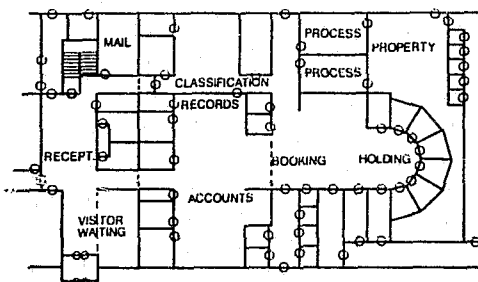 MAIL
PROCESS
PROPERTY
PROCESS
CLASSIFICATION
RECORDS
RECEPT.
BOOKING
HOLDING
ACCOUNTS
VISITOR
WAITING